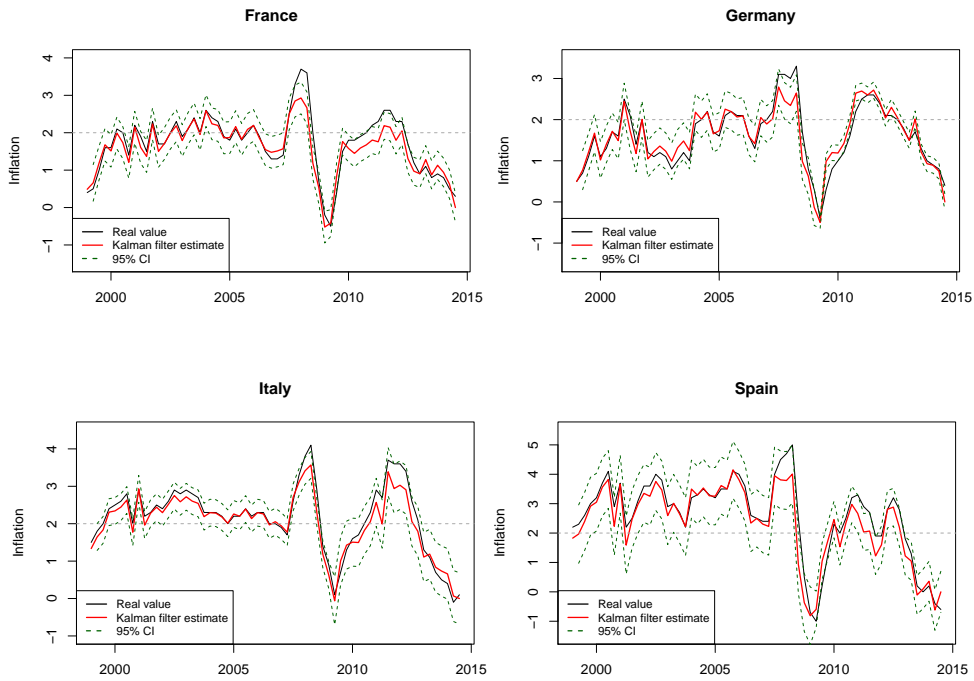 France
Inflation
4
3
2
1
0
−1
Real value
Kalman filter estimate
95% CI
2000 2005 2010 2015
Germany
Inflation
3
2
1
0
−1
Real value
Kalman filter estimate
95% CI
2000 2005 2010 2015
Italy
Inflation
4
3
2
1
0
−1
Real value
Kalman filter estimate
95% CI
2000 2005 2010 2015
Spain
Inflation
5
4
3
2
1
0
−1
Real value
Kalman filter estimate
95% CI
2000 2005 2010 2015